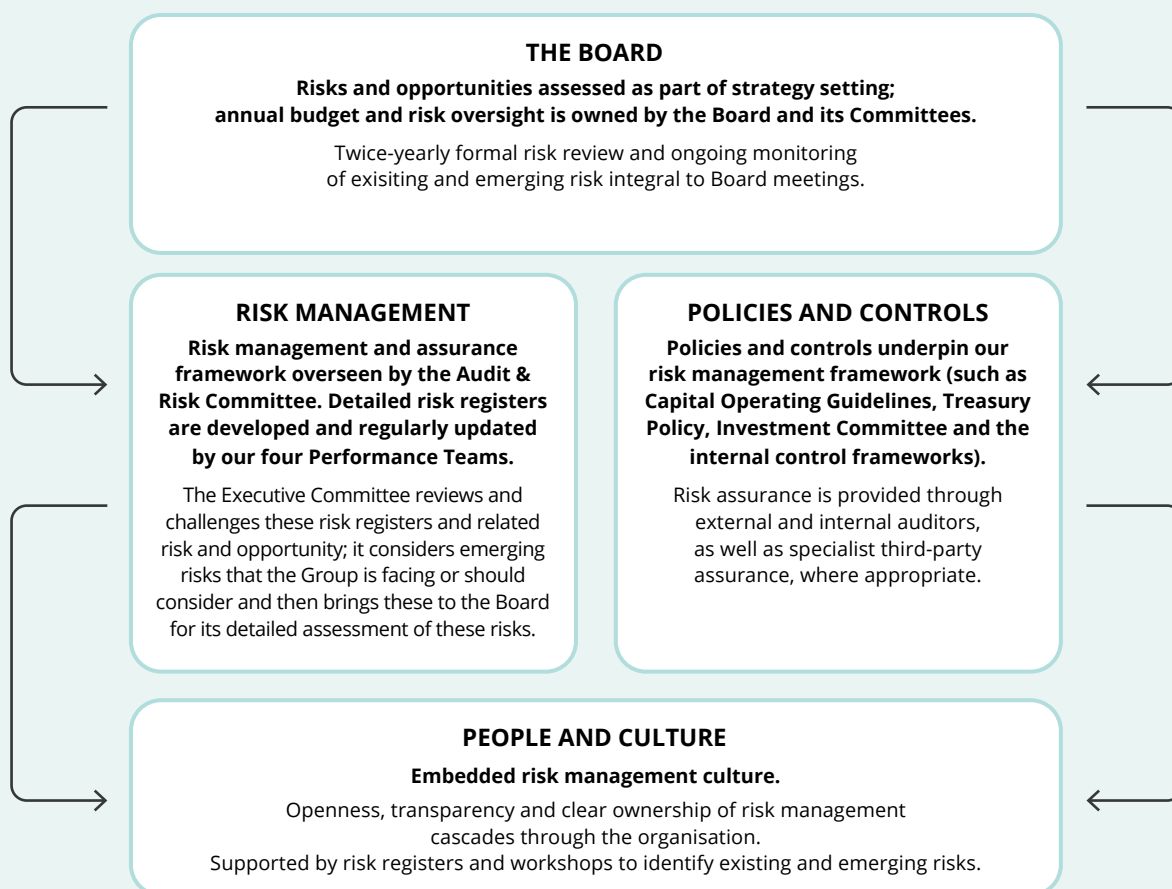 THE BOARD
Risks and opportunities assessed as part of strategy setting;
annual budget and risk oversight is owned by the Board and its Committees.
Twice-yearly formal risk review and ongoing monitoring
of exisiting and emerging risk integral to Board meetings.
RISK MANAGEMENT
Risk management and assurance
framework overseen by the Audit &
Risk Committee. Detailed risk registers
are developed and regularly updated
by our four Performance Teams.
The Executive Committee reviews and
challenges these risk registers and related
risk and opportunity; it considers emerging
risks that the Group is facing or should
consider and then brings these to the Board
for its detailed assessment of these risks.
POLICIES AND CONTROLS
Policies and controls underpin our
risk management framework (such as
Capital Operating Guidelines, Treasury
Policy, Investment Committee and the
internal control frameworks).
Risk assurance is provided through
external and internal auditors,
as well as specialist third-party
assurance, where appropriate.
PEOPLE AND CULTURE
Embedded risk management culture.
Openness, transparency and clear ownership of risk management
cascades through the organisation.
Supported by risk registers and workshops to identify existing and emerging risks.